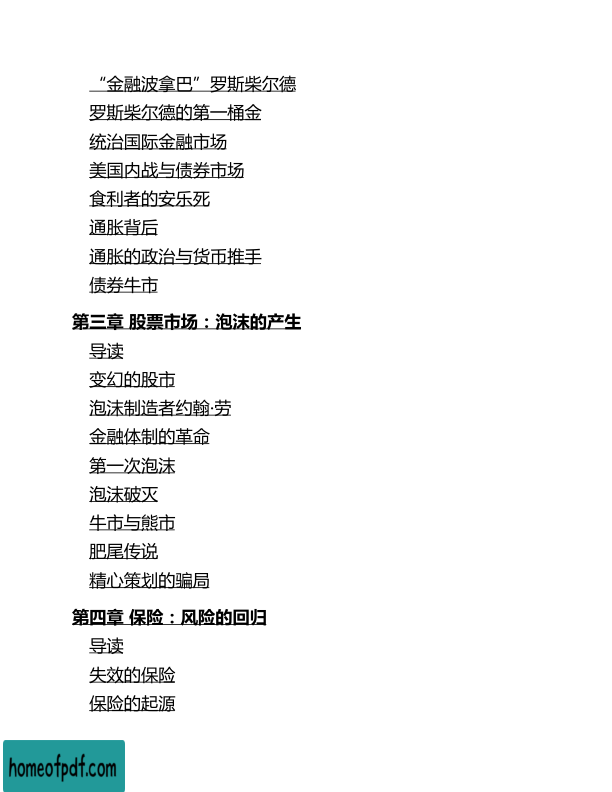 “金融波拿巴”罗斯柴尔德
罗斯柴尔德的第一桶金
统治国际金融市场
美国内战与债券市场
食利者的安乐死
通胀背后
通胀的政治与货币推手
债券牛市
第三章 股票市场：泡沫的产生
导读
变幻的股市
泡沫制造者约翰·劳
金融体制的革命
第一次泡沫
泡沫破灭
牛市与熊市
肥尾传说
精心策划的骗局
第四章 保险：风险的回归
导读
失效的保险
保险的起源
homeofpdf.com